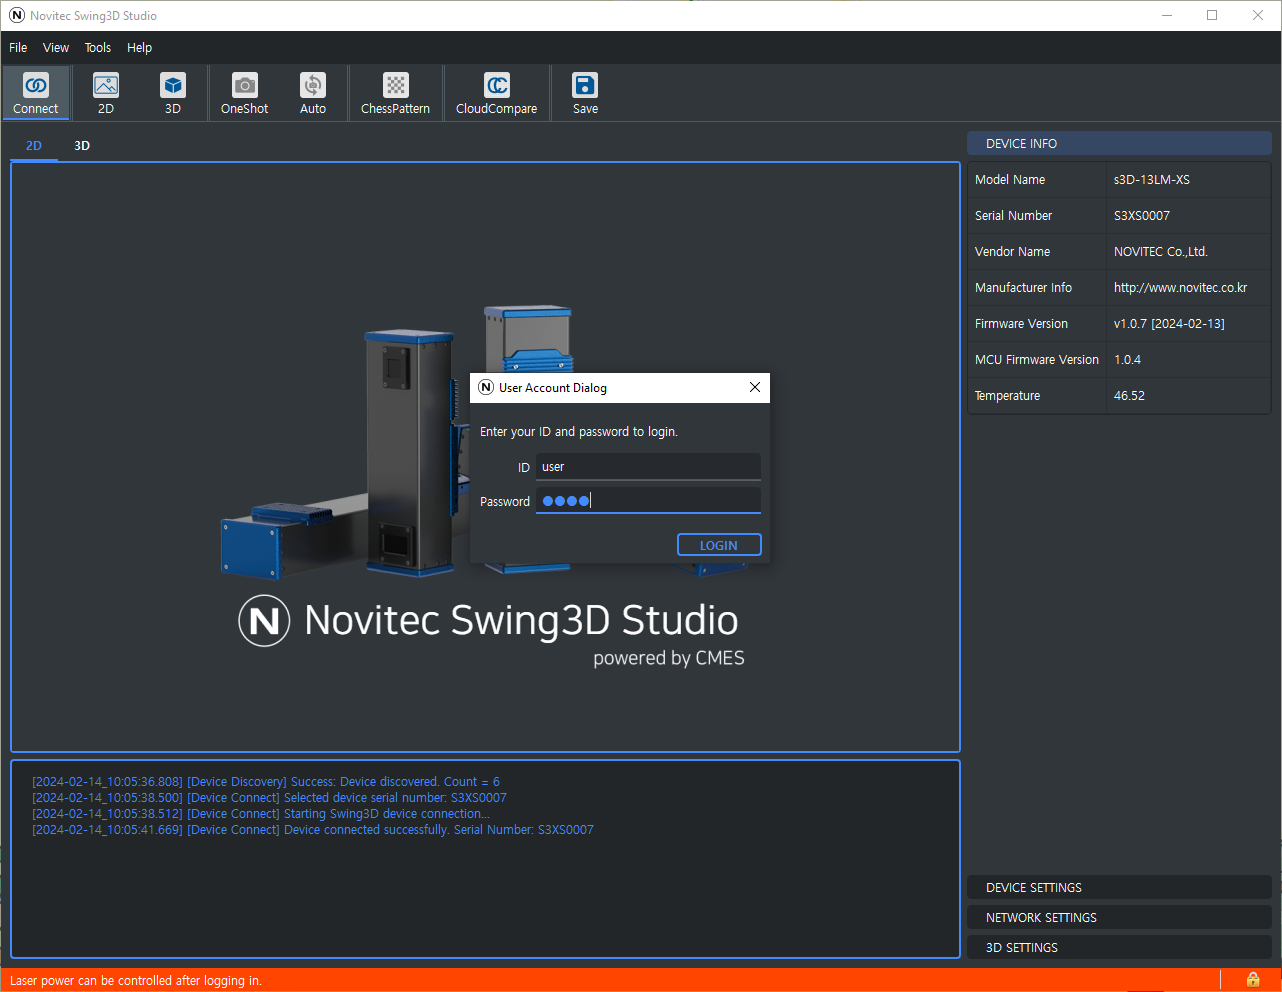 Novitec Swing3D Studio
File View Tools Help
Connect 2D 3D OneShot Auto ChessPattern CloudCompare Save
2D 3D
DEVICE INFO
Model Name s3D-13LM-XS
Serial Number S3XS0007
Vendor Name NOVITEC Co.,Ltd.
Manufacturer Info http://www.novitec.co.kr
Firmware Version v1.0.7 [2024-02-13]
MCU Firmware Version 1.0.4
Temperature 46.52
N User Account Dialog
Enter your ID and password to login.
ID user
Password
LOGIN
N Novitec Swing3D Studio
powered by CMES
[2024-02-14_10:05:36.808] [Device Discovery] Success: Device discovered. Count = 6
[2024-02-14_10:05:38.500] [Device Connect] Selected device serial number: S3XS0007
[2024-02-14_10:05:38.512] [Device Connect] Starting Swing3D device connection...
[2024-02-14_10:05:41.669] [Device Connect] Device connected successfully. Serial Number: S3XS0007
DEVICE SETTINGS
NETWORK SETTINGS
3D SETTINGS
Laser power can be controlled after logging in.